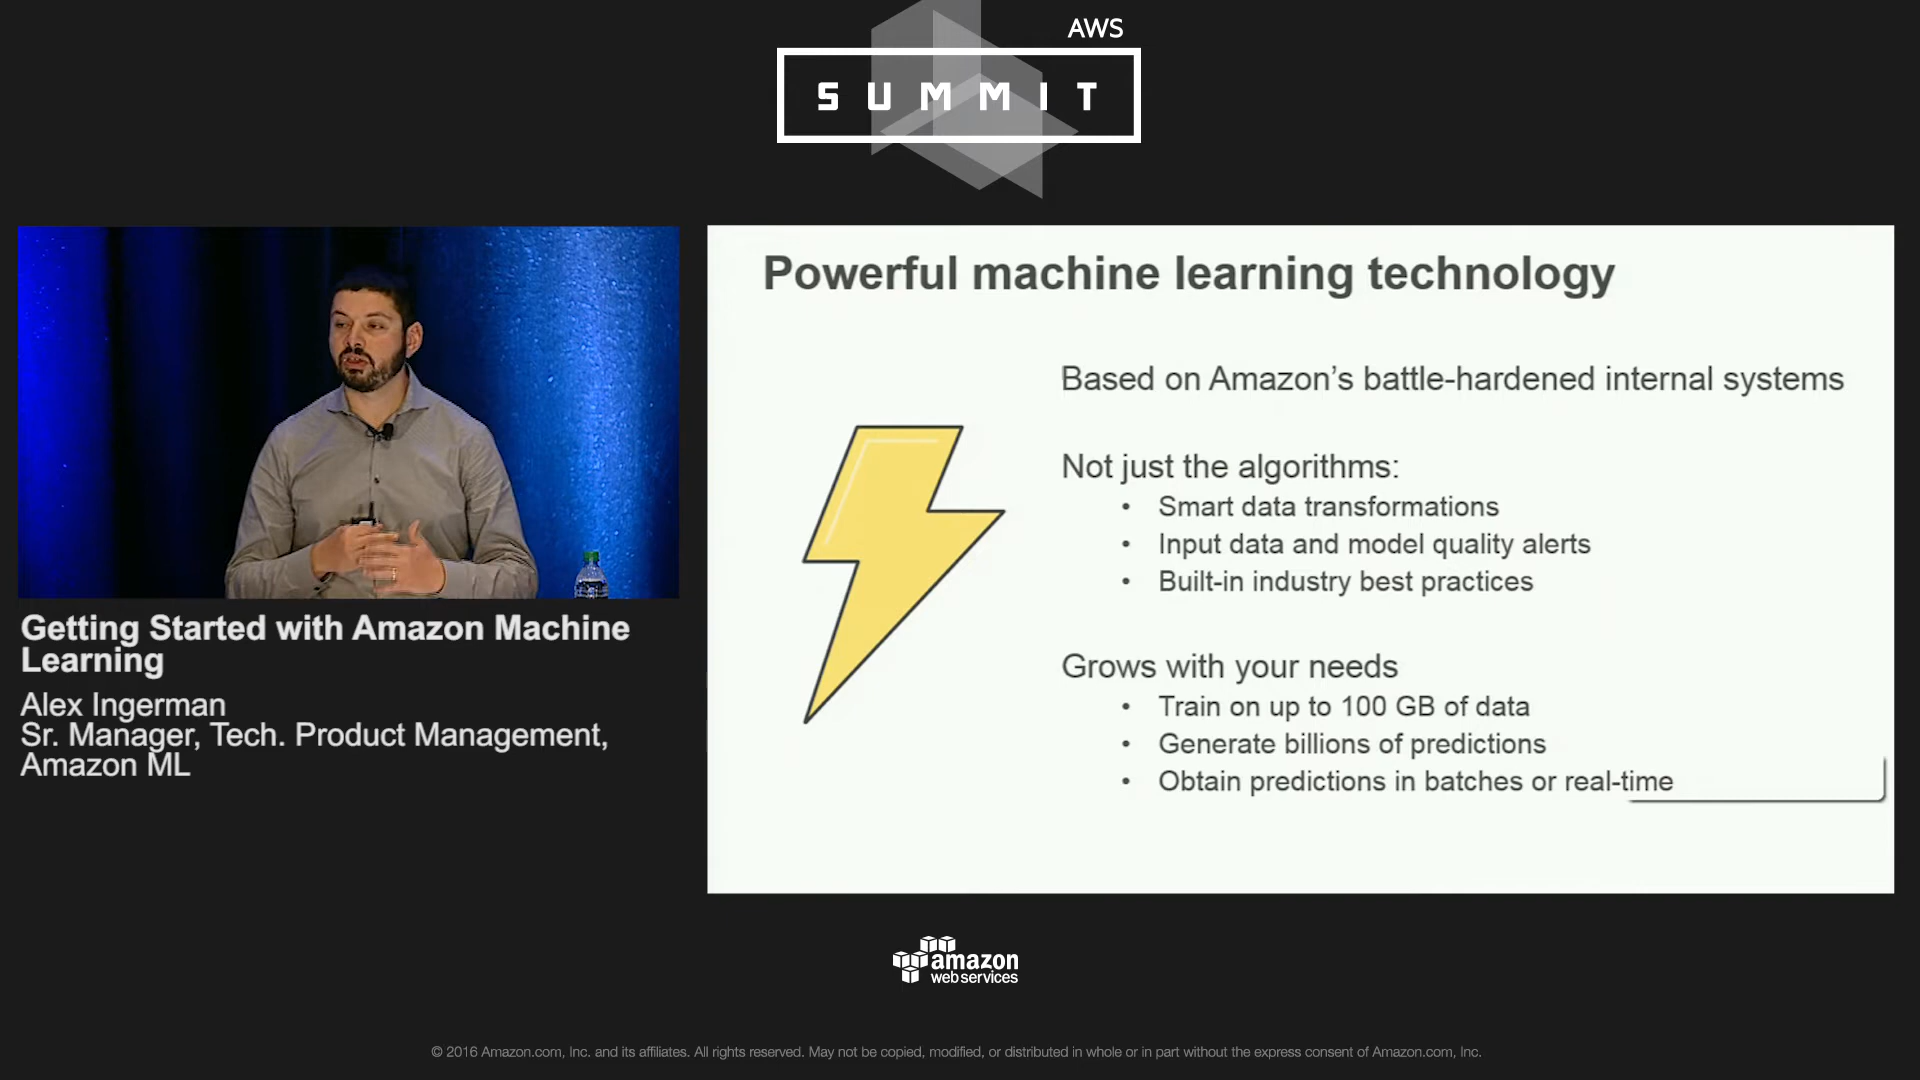 AWS
SUMMIT
Powerful machine learning technology
Based on Amazon's battle-hardened internal systems
Not just the algorithms:
• Smart data transformations
• Input data and model quality alerts
• Built-in industry best practices
Grows with your needs
• Train on up to 100 GB of data
• Generate billions of predictions
• Obtain predictions in batches or real-time
Getting Started with Amazon Machine
Learning
Alex Ingerman
Sr. Manager, Tech. Product Management,
Amazon ML
amazon
webservices
© 2016 Amazon.com, Inc. and its affiliates. All rights reserved. May not be copied, modified, or distributed in whole or in part without the express consent of Amazon.com, Inc.